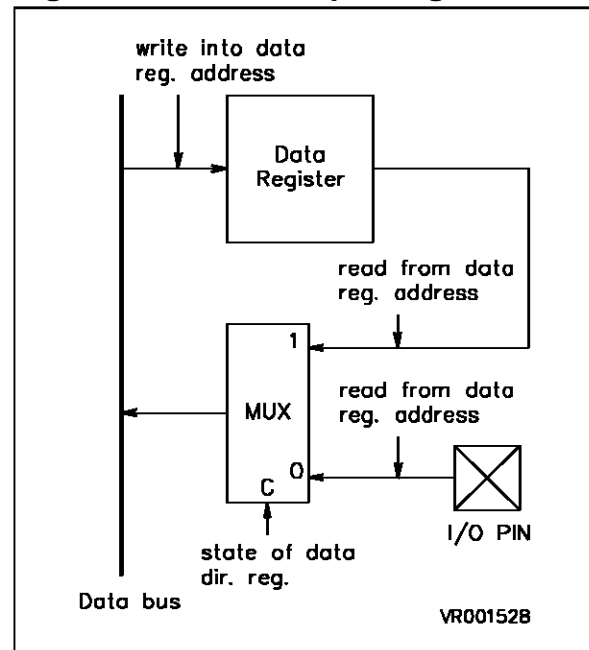 write into data
reg. address
Data
Register
read from data
reg. address
1
MUX
read from data
reg. address
0
C
I/O PIN
state of data
dir. reg.
Data bus
VR001528